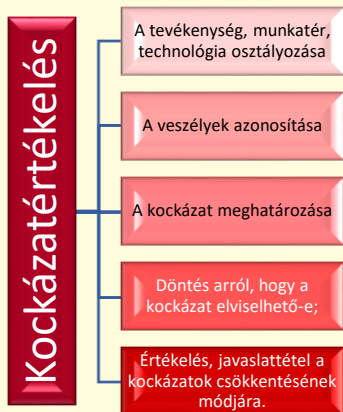 Kockázatértékelés
A tevékenység, munkatér,
technológia osztályozása
A veszélyek azonosítása
A kockázat meghatározása
Döntés arról, hogy a
kockázat elviselhető-e;
Értékelés, javaslattétel a
kockázatok csökkentésének
módjára.